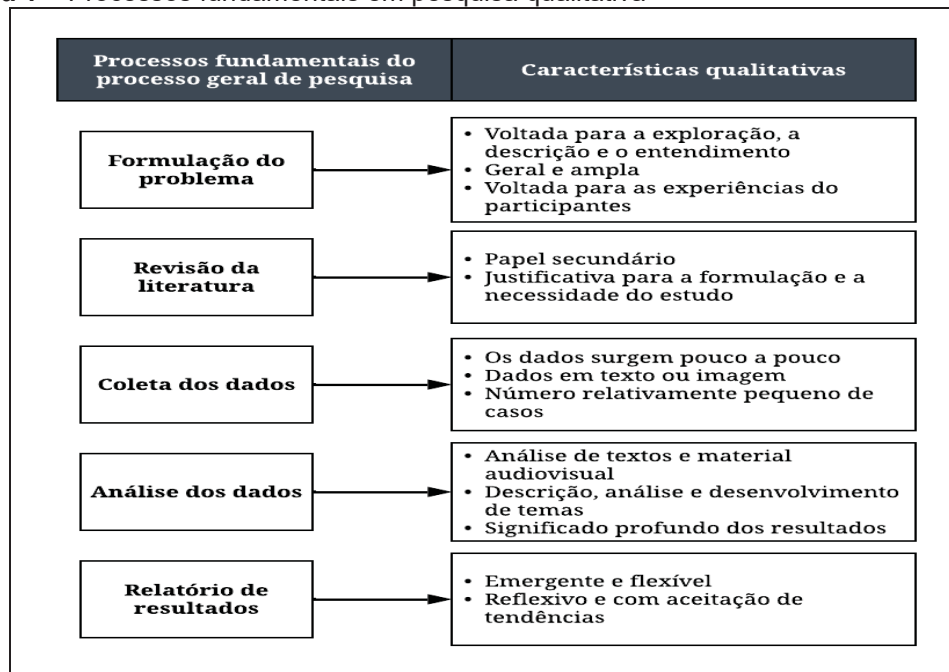 Processos fundamentais em pesquisa qualitativa
Processos fundamentais do
processo geral de pesquisa
Características qualitativas
Formulação do
problema
• Voltada para a exploração, a
descrição e o entendimento
• Geral e ampla
• Voltada para as experiências do
participantes
Revisão da
literatura
• Papel secundário
• Justificativa para a formulação e a
necessidade do estudo
Coleta dos dados
• Os dados surgem pouco a pouco
• Dados em texto ou imagem
• Número relativamente pequeno de
casos
Análise dos dados
• Análise de textos e material
audiovisual
• Descrição, análise e desenvolvimento
de temas
• Significado profundo dos resultados
Relatório de
resultados
• Emergente e flexível
• Reflexivo e com aceitação de
tendências